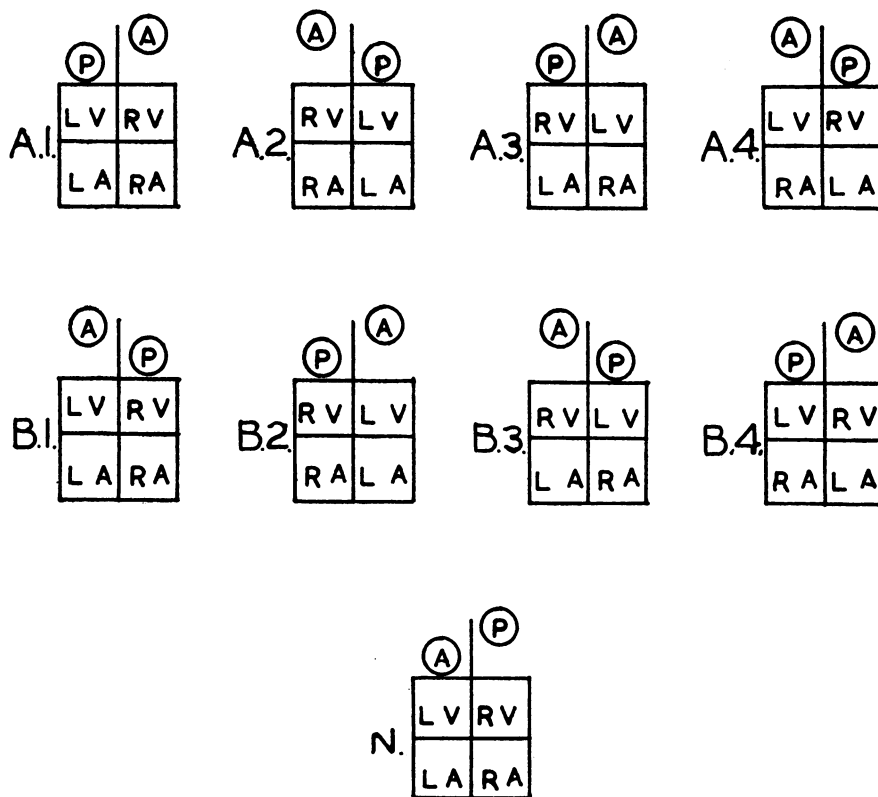 A A A A
P P P P
LV RV RV LV RV LV LV RV
A.1. A.2. A.3. A.4.
LA RA RA LA LA RA RA LA
A A A A
P P P P
LV RV RV LV RV LV LV RV
B.1. B.2. B.3. B.4.
LA RA RA LA LA RA RA LA
P
A
LV RV
N.
LA RA